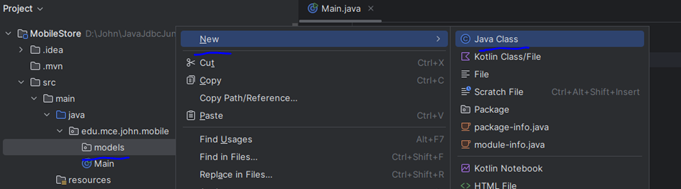 Project
MobileStore D:\John\JavaJdbcJun
.idea
.mvn
src
main
java
edu.mce.john.mobile
models
Main
resources
Main.java
New
Cut Ctrl+X
Copy Ctrl+C
Copy Path/Reference...
Paste Ctrl+V
Find Usages Alt+F7
Find in Files... Ctrl+Shift+F
Replace in Files... Ctrl+Shift+R
Java Class
Kotlin Class/File
File
Scratch File Ctrl+Alt+Shift+Insert
Package
package-info.java
module-info.java
Kotlin Notebook
HTML File